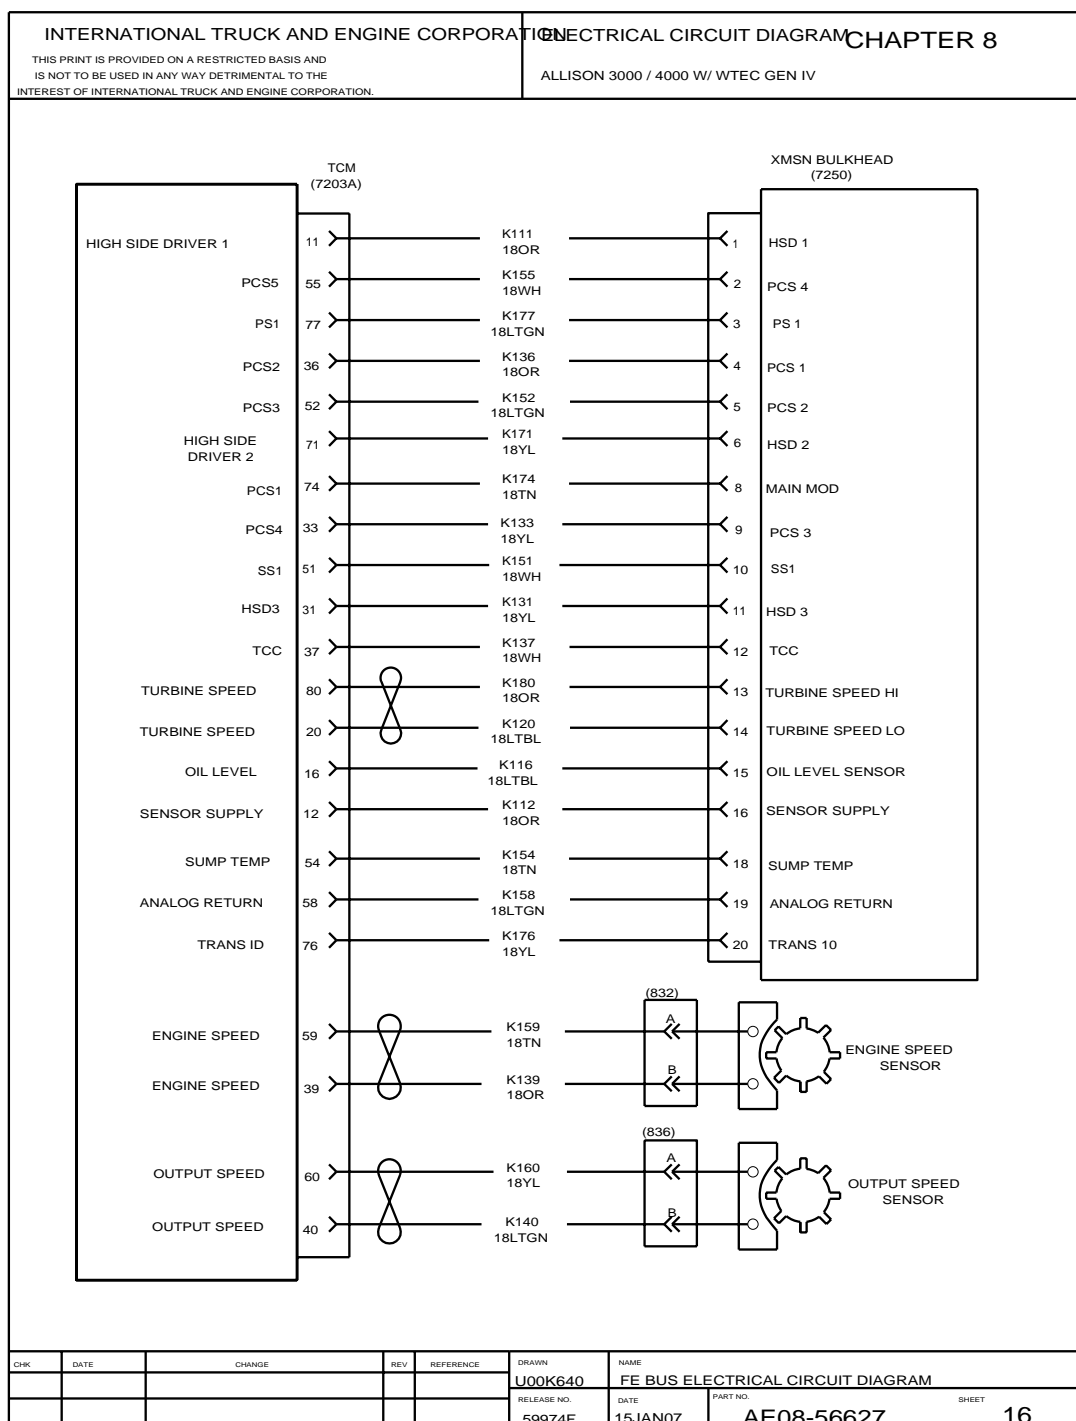 INTERNATIONAL TRUCK AND ENGINE CORPORATION
THIS PRINT IS PROVIDED ON A RESTRICTED BASIS AND
IS NOT TO BE USED IN ANY WAY DETRIMENTAL TO THE
INTEREST OF INTERNATIONAL TRUCK AND ENGINE CORPORATION.
ELECTRICAL CIRCUIT DIAGRAM
CHAPTER 8
ALLISON 3000 / 4000 W/ WTEC GEN IV
TCM
(7203A)
XMSN BULKHEAD
(7250)
HIGH SIDE DRIVER 1 11 K111 18OR 1 HSD 1
PCS5 55 K155 18WH 2 PCS 4
PS1 77 K177 18LTGN 3 PS 1
PCS2 36 K136 18OR 4 PCS 1
PCS3 52 K152 18LTGN 5 PCS 2
HIGH SIDE DRIVER 2 71 K171 18YL 6 HSD 2
PCS1 74 K174 18TN 8 MAIN MOD
PCS4 33 K133 18YL 9 PCS 3
SS1 51 K151 18WH 10 SS1
HSD3 31 K131 18YL 11 HSD 3
TCC 37 K137 18WH 12 TCC
TURBINE SPEED 80 K180 18OR 13 TURBINE SPEED HI
TURBINE SPEED 20 K120 18LTBL 14 TURBINE SPEED LO
OIL LEVEL 16 K116 18LTBL 15 OIL LEVEL SENSOR
SENSOR SUPPLY 12 K112 18OR 16 SENSOR SUPPLY
SUMP TEMP 54 K154 18TN 18 SUMP TEMP
ANALOG RETURN 58 K158 18LTGN 19 ANALOG RETURN
TRANS ID 76 K176 18YL 20 TRANS 10
(832)
ENGINE SPEED 59 K159 18TN A
ENGINE SPEED 39 K139 18OR B
ENGINE SPEED
SENSOR
(836)
OUTPUT SPEED 60 K160 18YL A
OUTPUT SPEED 40 K140 18LTGN B
OUTPUT SPEED
SENSOR
CHK DATE CHANGE REV REFERENCE
DRAWN
U00K640
NAME
FE BUS ELECTRICAL CIRCUIT DIAGRAM
RELEASE NO.
59974F
DATE
15JAN07
PART NO.
AE08-56627
SHEET
16